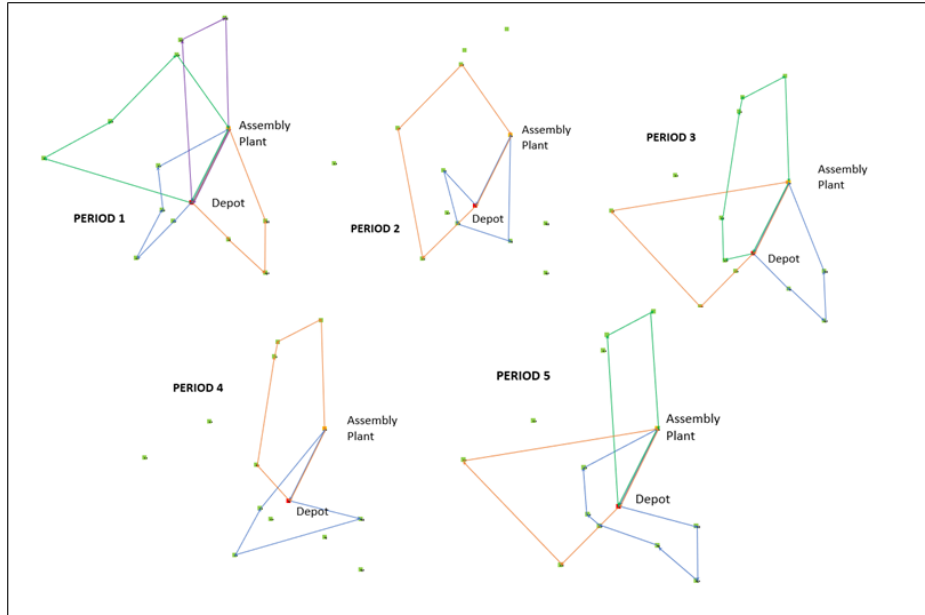 Assembly
Plant
Depot
PERIOD 1
Assembly
Plant
Depot
PERIOD 2
PERIOD 3
Assembly
Plant
Depot
PERIOD 4
Assembly
Plant
Depot
PERIOD 5
Assembly
Plant
Depot